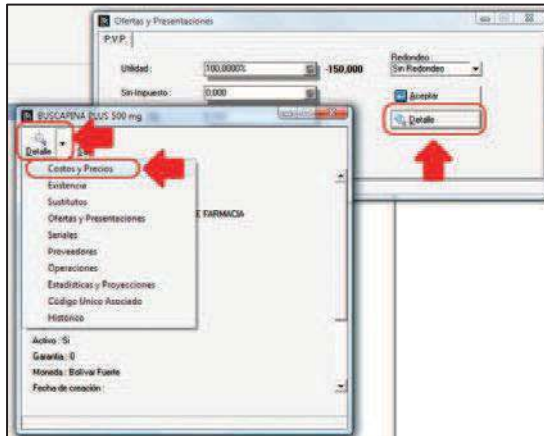 Ofertas y Presentaciones
P.V.P.
Utilidad:
100,0000%
-150,000
Redondeo
Sin Redondeo
Sin Impuesto:
0,000
Aceptar
Detalle
BUSCAPINA PLUS 500 mg
Detalle
Costos y Precios
Existencia
Sustitutos
Ofertas y Presentaciones
E FARMACIA
Seriales
Proveedores
Operaciones
Estadísticas y Proyecciones
Código Unico Asociado
Histórico
Activo : Si
Garantía : 0
Moneda : Bolivar Fuerte
Fecha de creación :